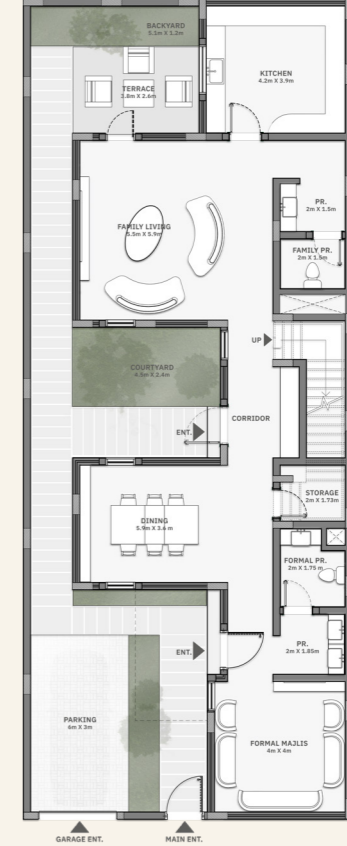 BACKYARD
5.1m X 1.2m
KITCHEN
4.2m X 3.9m
TERRACE
3.8m X 2.6m
PR.
2m X 1.5m
FAMILY LIVING
5.5m X 5.9m
FAMILY PR.
2m X 1.5m
UP
COURTYARD
4.5m X 2.4m
CORRIDOR
ENT.
STORAGE
2m X 1.73m
DINING
5.9m X 3.6 m
FORMAL PR.
2m X 1.75 m
ENT.
PR.
2m X 1.85m
PARKING
6m X 3m
FORMAL MAJLIS
4m X 4m
GARAGE ENT.
MAIN ENT.